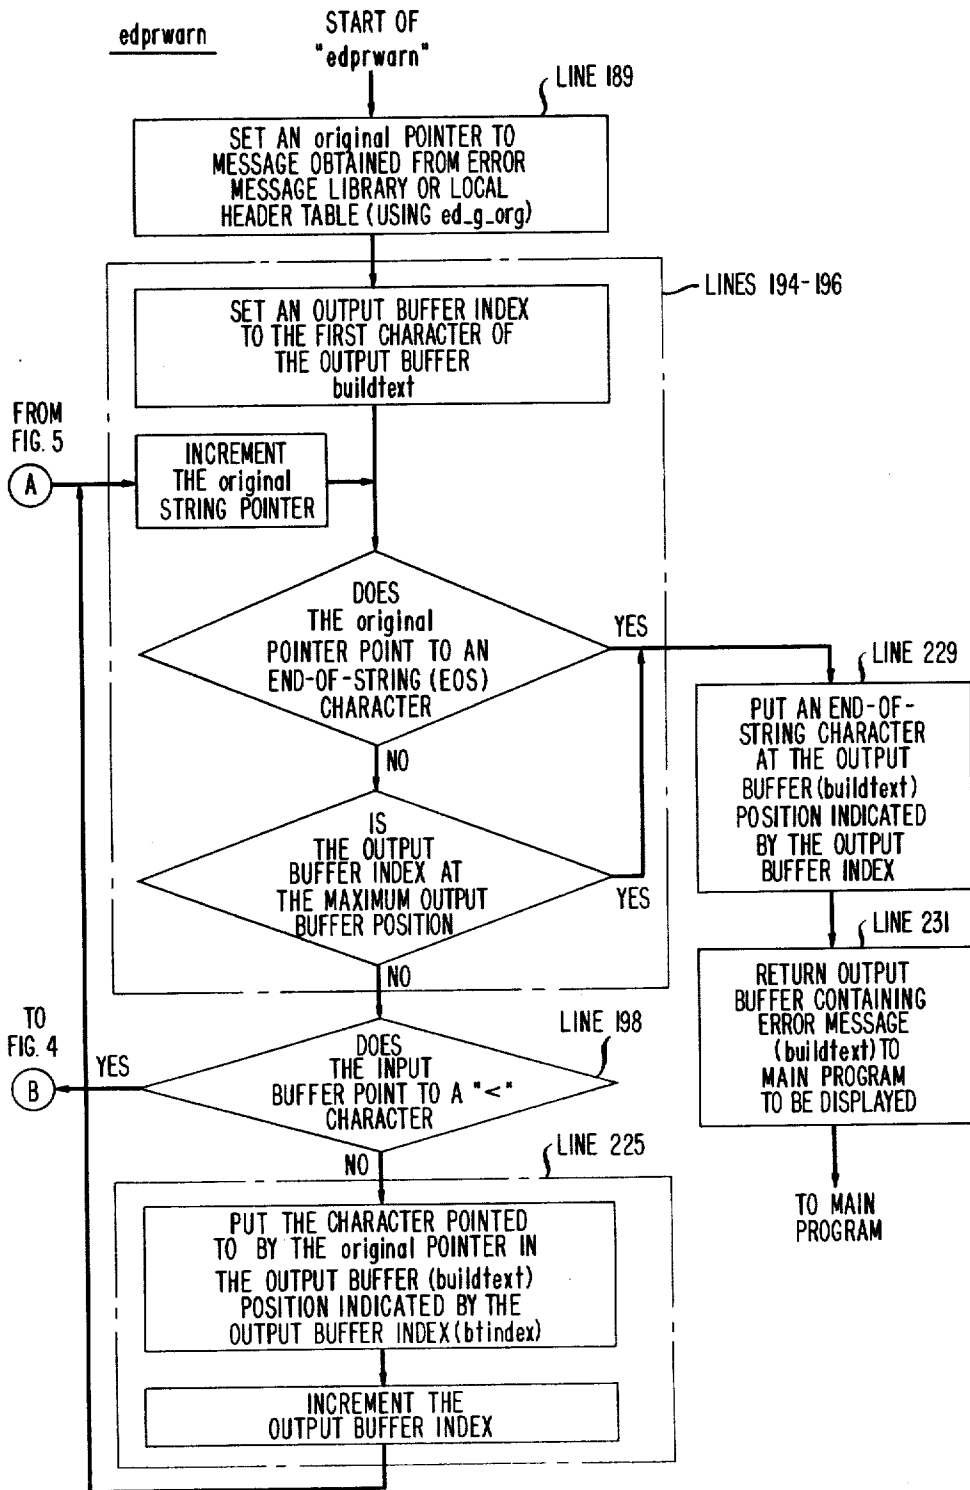 edprwarn
START OF
"edprwarn"
LINE 189
SET AN original POINTER TO
MESSAGE OBTAINED FROM ERROR
MESSAGE LIBRARY OR LOCAL
HEADER TABLE (USING ed_g_org)
LINES 194-196
SET AN OUTPUT BUFFER INDEX
TO THE FIRST CHARACTER OF
THE OUTPUT BUFFER
buildtext
FROM
FIG. 5
A
INCREMENT
THE original
STRING POINTER
DOES
THE original
POINTER POINT TO AN
END-OF-STRING (EOS)
CHARACTER
YES
NO
IS
THE OUTPUT
BUFFER INDEX AT
THE MAXIMUM OUTPUT
BUFFER POSITION
YES
NO
LINE 229
PUT AN END-OF-
STRING CHARACTER
AT THE OUTPUT
BUFFER (buildtext)
POSITION INDICATED
BY THE OUTPUT
BUFFER INDEX
LINE 231
RETURN OUTPUT
BUFFER CONTAINING
ERROR MESSAGE
(buildtext) TO
MAIN PROGRAM
TO BE DISPLAYED
TO MAIN
PROGRAM
TO
FIG. 4
B
YES
LINE 198
DOES
THE INPUT
BUFFER POINT TO A "<"
CHARACTER
NO
LINE 225
PUT THE CHARACTER POINTED
TO BY THE original POINTER IN
THE OUTPUT BUFFER (buildtext)
POSITION INDICATED BY THE
OUTPUT BUFFER INDEX (btindex)
INCREMENT THE
OUTPUT BUFFER INDEX